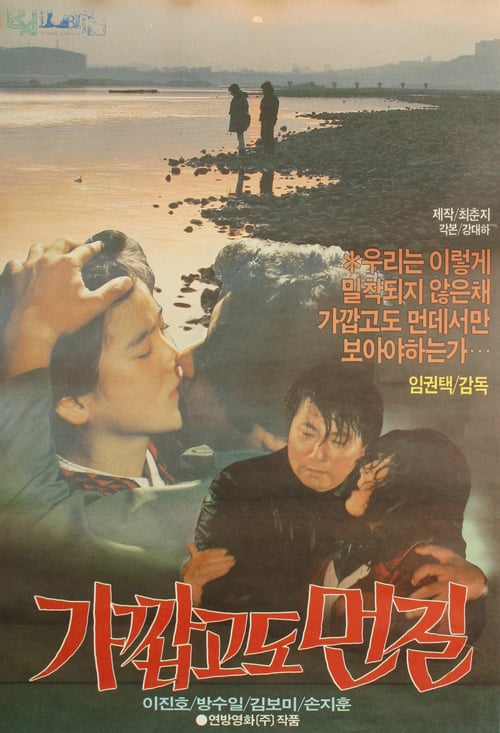 제작/최춘지
각본/강대하
*우리는 이렇게
밀착되지 않은채
가깝고도 먼데서만
보아야하는가…
임권택/감독
가깝고도 먼길
이진호/방수일/김보미/손지훈
●연방영화(주) 작품